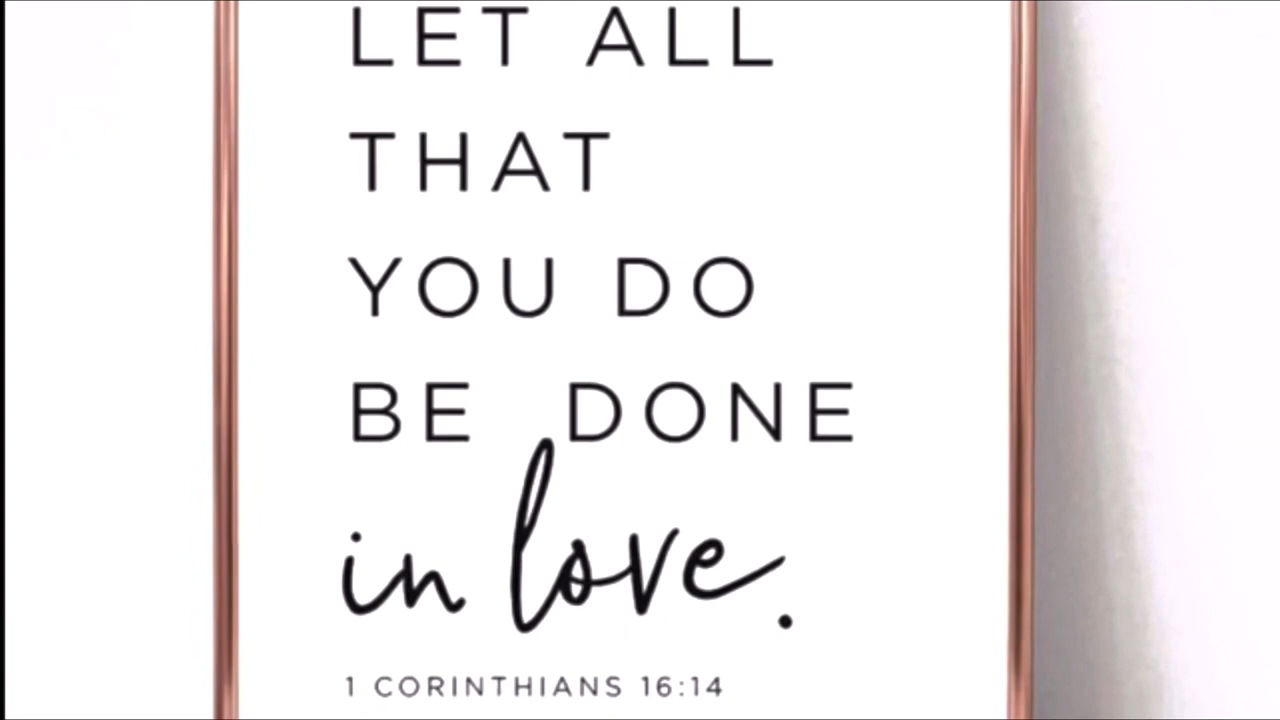 LET ALL
THAT
YOU DO
BE DONE
in love.
1 CORINTHIANS 16:14